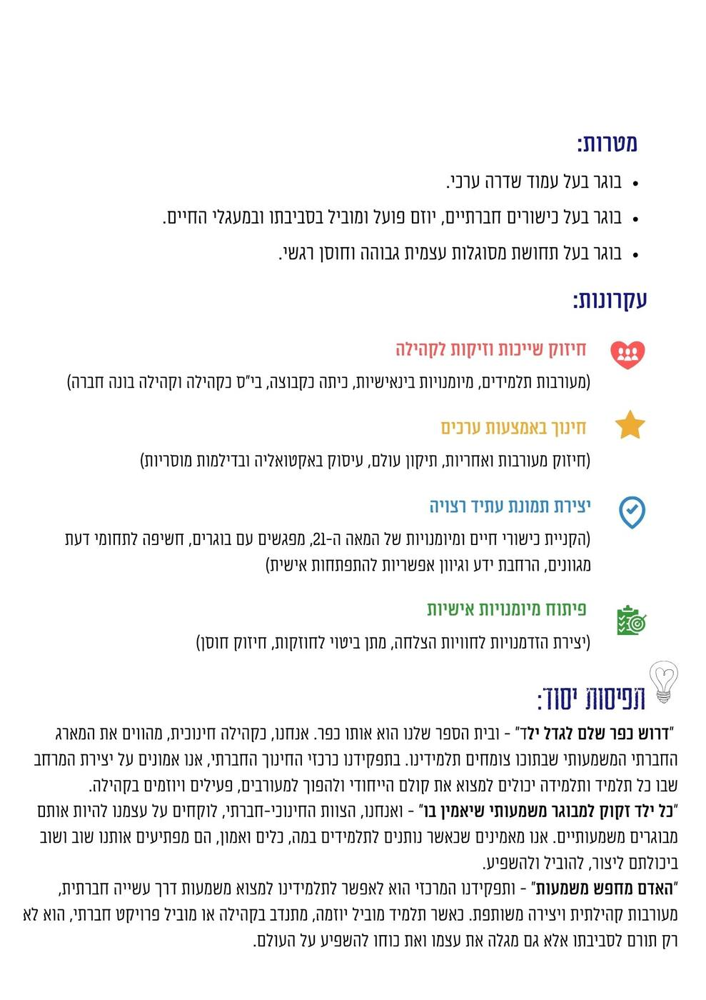 מטרות:
• בוגר בעל עמוד שדרה ערכי.
• בוגר בעל כישורים חברתיים, יוזם פועל ומוביל בסביבתו ובמעגלי החיים.
• בוגר בעל תחושת מסוגלות עצמית גבוהה וחוסן רגשי.
עקרונות:
חיזוק שייכות וזיקות לקהילה
(מעורבות תלמידים, מיומנויות בינאישיות, כיתה כקבוצה, בי"ס כקהילה וקהילה בונה חברה)
חינוך באמצעות ערכים
(חיזוק מעורבות ואחריות, תיקון עולם, עיסוק באקטואליה ובדילמות מוסריות)
יצירת תמונת עתיד רצויה
(הקניית כישורי חיים ומיומנויות של המאה ה-21, מפגשים עם בוגרים, חשיפה לתחומי דעת
מגוונים, הרחבת ידע וגיוון אפשריות להתפתחות אישית)
פיתוח מיומנויות אישיות
(יצירת הזדמנויות לחוויות הצלחה, מתן ביטוי לחוזקות, חיזוק חוסן)
תפיסות יסוד:
"דרוש כפר שלם לגדל ילד" - ובית הספר שלנו הוא אותו כפר. אנחנו, כקהילה חינוכית, מהווים את המארג
החברתי המשמעותי שבתוכו צומחים תלמידינו. בתפקידנו כרכזי החינוך החברתי, אנו אמונים על יצירת המרחב
שבו כל תלמיד ותלמידה יכולים למצוא את קולם הייחודי ולהפוך למעורבים, פעילים ויוזמים בקהילה.
"כל ילד זקוק למבוגר משמעותי שיאמין בו" - ואנחנו, הצוות החינוכי-חברתי, לוקחים על עצמנו להיות אותם
מבוגרים משמעותיים. אנו מאמינים שכאשר נותנים לתלמידים במה, כלים ואמון, הם מפתיעים אותנו שוב ושוב
ביכולתם ליצור, להוביל ולהשפיע.
"האדם מחפש משמעות" - ותפקידנו המרכזי הוא לאפשר לתלמידינו למצוא משמעות דרך עשייה חברתית,
מעורבות קהילתית ויצירה משותפת. כאשר תלמיד מוביל יוזמה, מתנדב בקהילה או מוביל פרויקט חברתי, הוא לא
רק תורם לסביבתו אלא גם מגלה את עצמו ואת כוחו להשפיע על העולם.